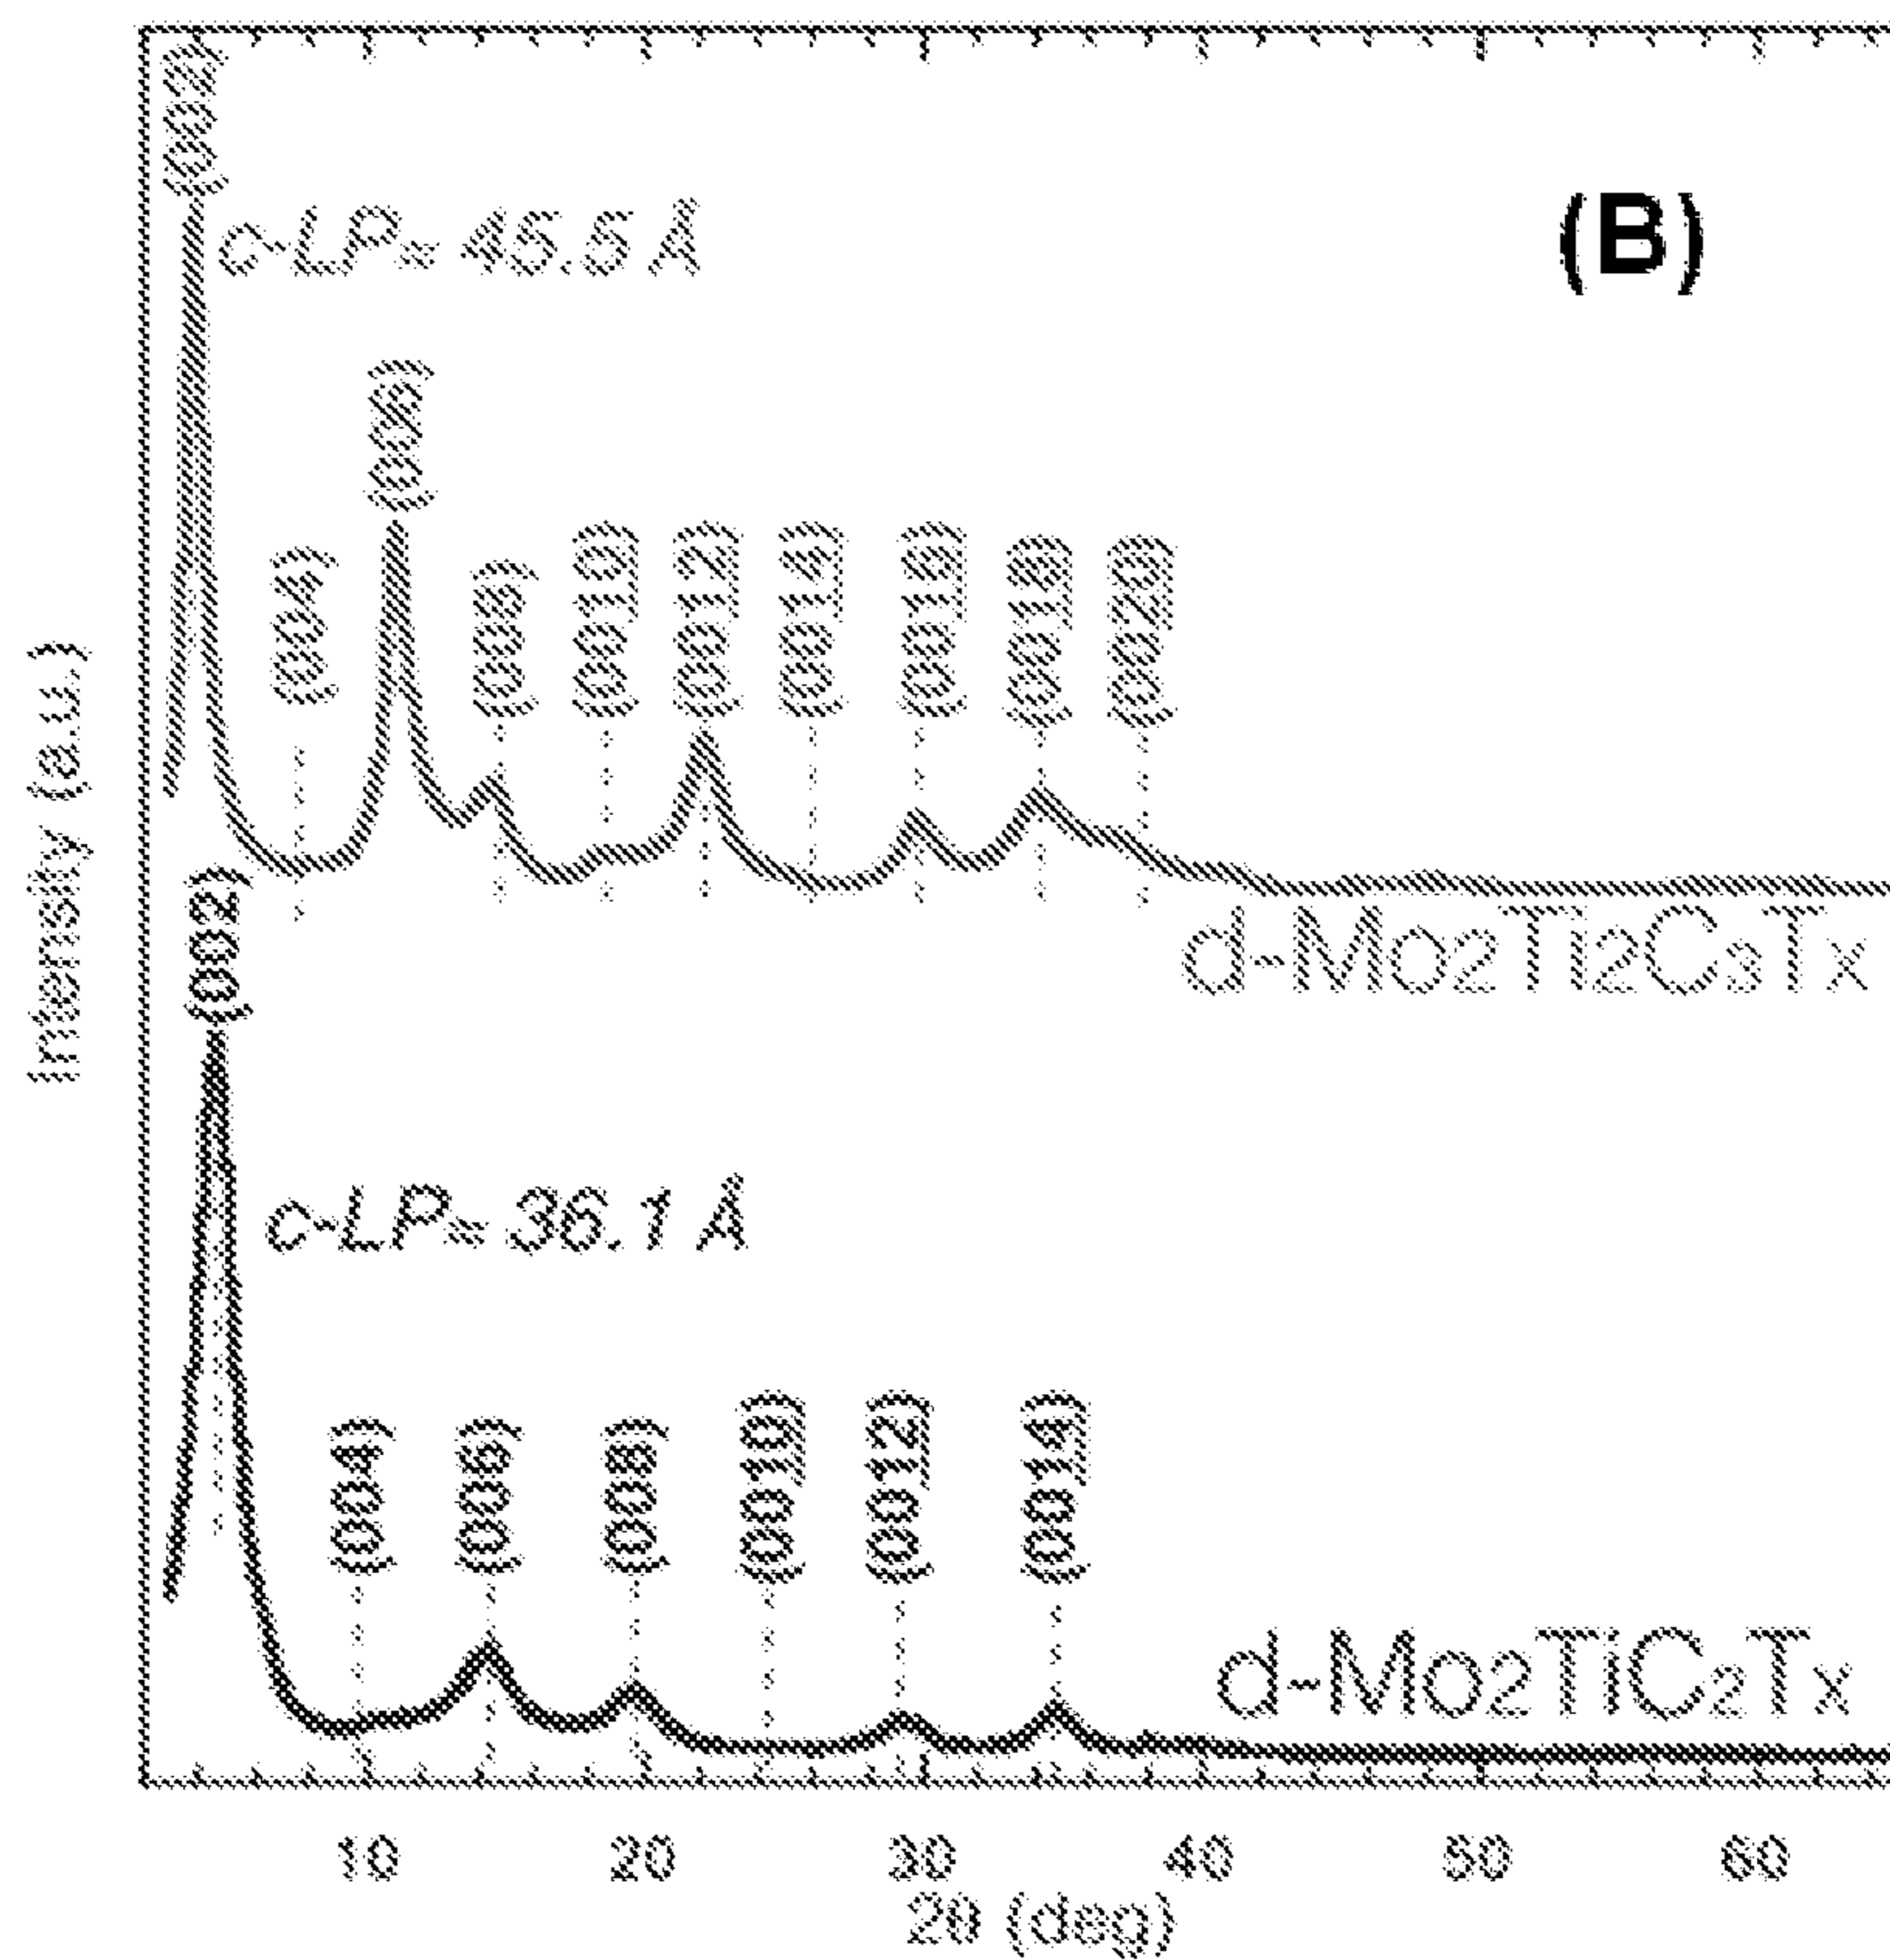 (B)
Intensity (a.u.)
(002)
c-LP= 45.5 Å
(004)
(006)
(008)
(0010)
(0012)
(0014)
(0018)
(0020)
d-Mo2Ti2C3Tx
(002)
c-LP= 36.1 Å
(004)
(006)
(008)
(0010)
(0012)
(0014)
d-Mo2TiC2Tx
10 20 30 40 50 60
2θ (deg)